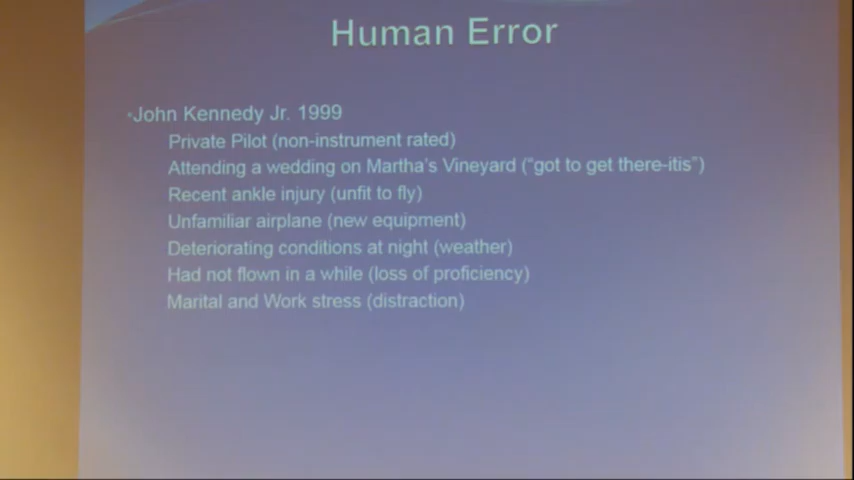 Human Error
•John Kennedy Jr. 1999
Private Pilot (non-instrument rated)
Attending a wedding on Martha's Vineyard ("got to get there-itis")
Recent ankle injury (unfit to fly)
Unfamiliar airplane (new equipment)
Deteriorating conditions at night (weather)
Had not flown in a while (loss of proficiency)
Marital and Work stress (distraction)